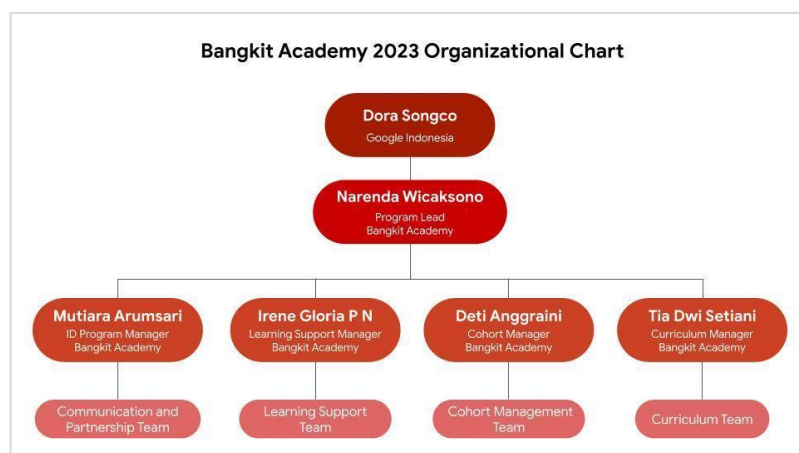 Bangkit Academy 2023 Organizational Chart
Dora Songco
Google Indonesia
Narenda Wicaksono
Program Lead
Bangkit Academy
Mutiara Arumsari
ID Program Manager
Bangkit Academy
Irene Gloria P N
Learning Support Manager
Bangkit Academy
Deti Anggraini
Cohort Manager
Bangkit Academy
Tia Dwi Setiani
Curriculum Manager
Bangkit Academy
Communication and
Partnership Team
Learning Support
Team
Cohort Management
Team
Curriculum Team